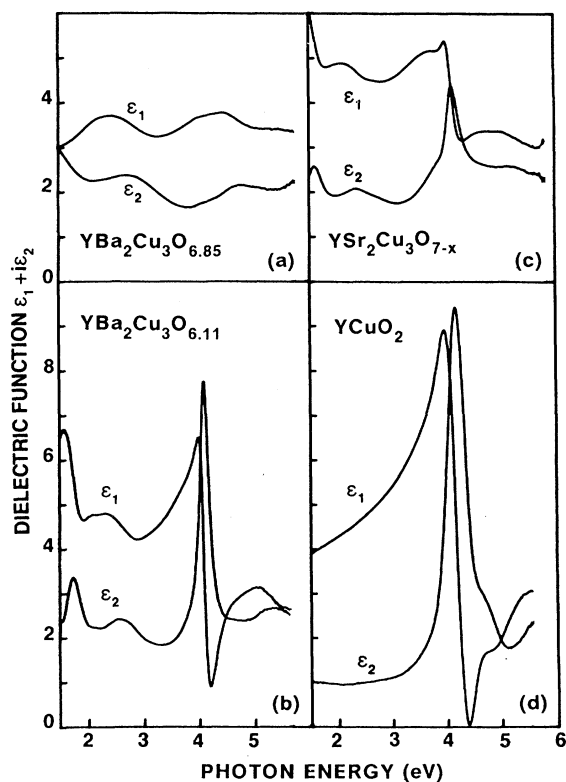 DIELECTRIC FUNCTION ε₁ +iε₂
4
2
0
ε₁
ε₂
YBa₂Cu₃O₆.₈₅
(a)
ε₁
ε₂
YSr₂Cu₃O₇₋ₓ
(c)
8
6
4
2
0
YBa₂Cu₃O₆.₁₁
ε₁
ε₂
(b)
YCuO₂
ε₁
ε₂
(d)
2 3 4 5 2 3 4 5 6
PHOTON ENERGY (eV)